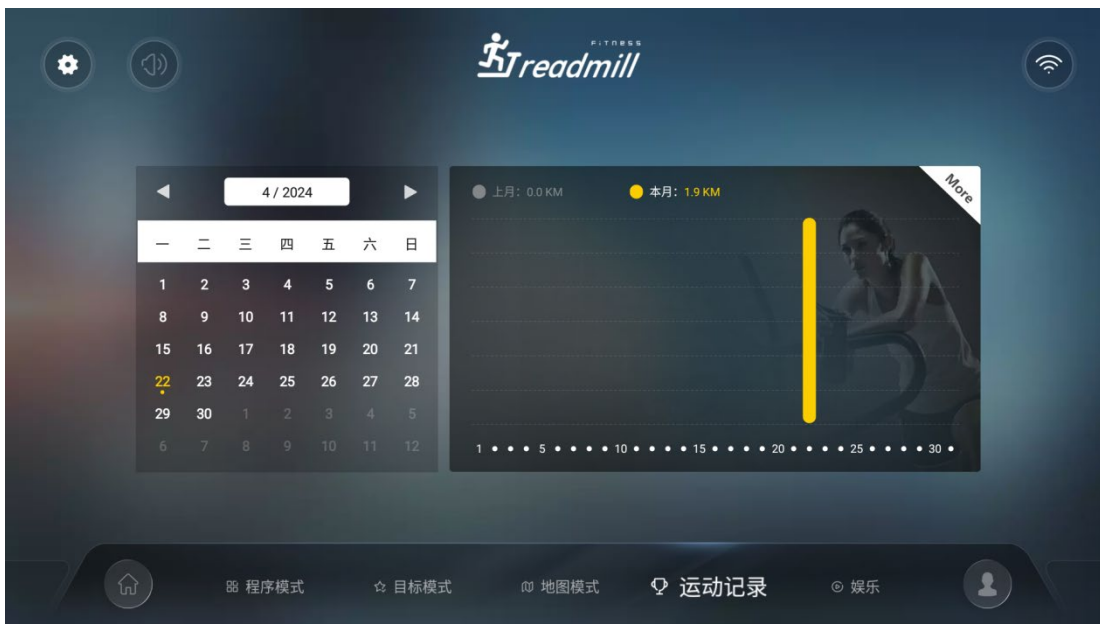 FITNESS
Treadmill
4 / 2024
一 二 三 四 五 六 日
1 2 3 4 5 6 7
8 9 10 11 12 13 14
15 16 17 18 19 20 21
22 23 24 25 26 27 28
29 30 1 2 3 4 5
6 7 8 9 10 11 12
上月：0.0 KM 本月：1.9 KM
More
1 • • • 5 • • • • 10 • • • • 15 • • • • 20 • • • • 25 • • • • 30 •
程序模式 目标模式 地图模式 运动记录 娱乐